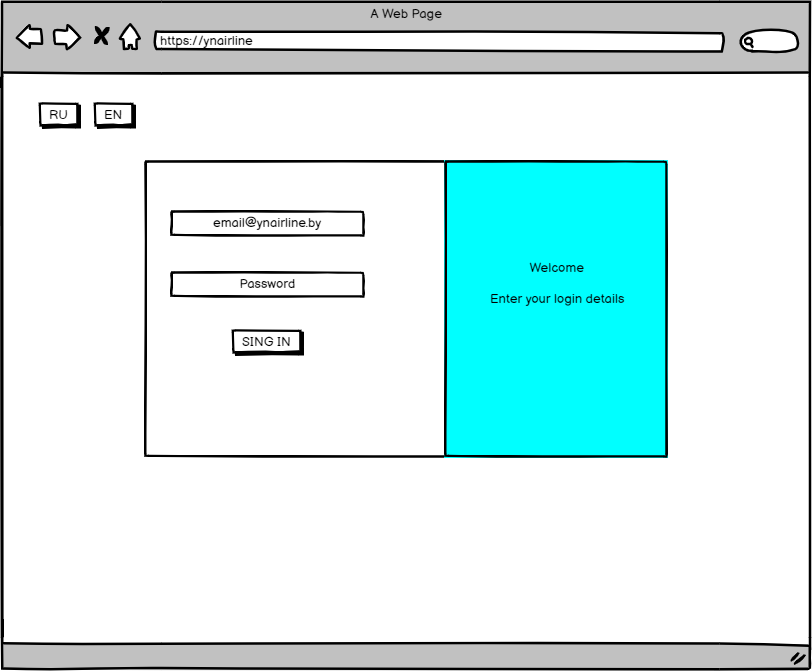 A Web Page
https://ynairline
RU EN
email@ynairline.by
Password
SING IN
Welcome
Enter your login details